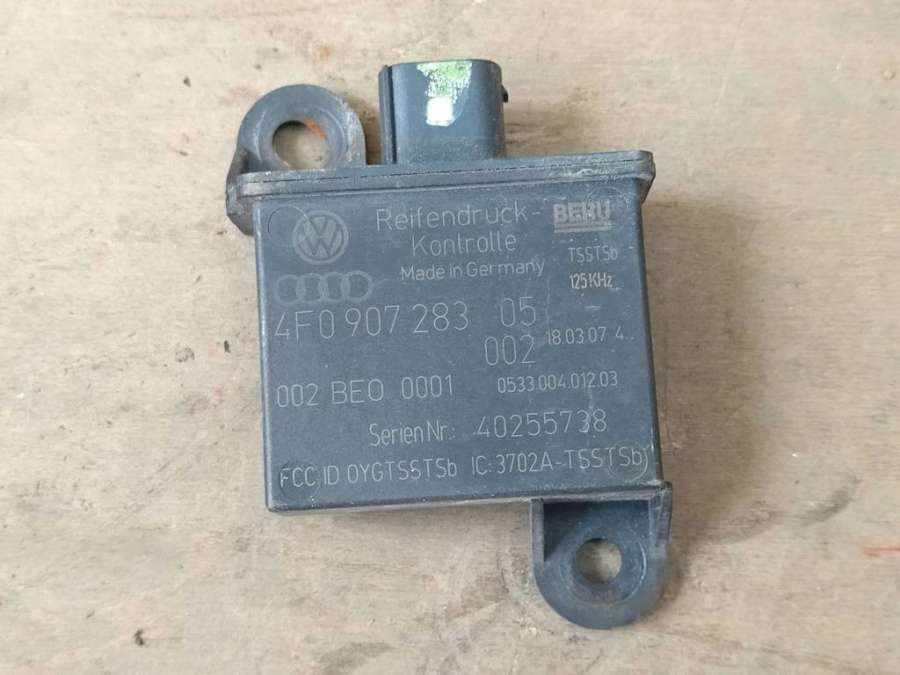 Reifendruck-
Kontrolle
Made in Germany
BERU
TSSTSb
125KHz
4F0 907 283 05
002 18.03.07 4..
002 BE0 0001 0533.004.012.03
Serien Nr.: 40255738
FCC ID OYGTSSTSb IC: 3702A-TSSTSb